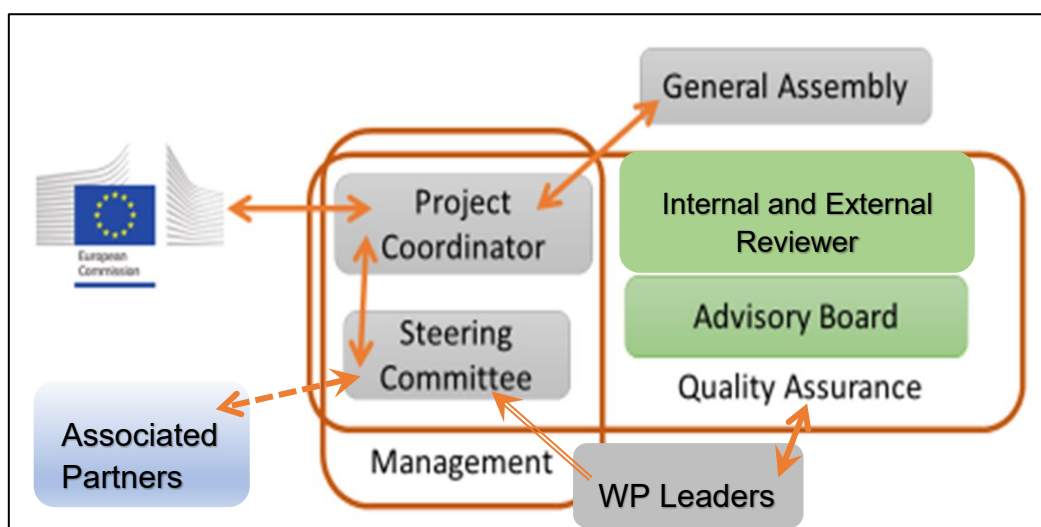 General Assembly
Project
Coordinator
Internal and External
Reviewer
European
Commission
Steering
Committee
Advisory Board
Quality Assurance
Associated
Partners
Management
WP Leaders